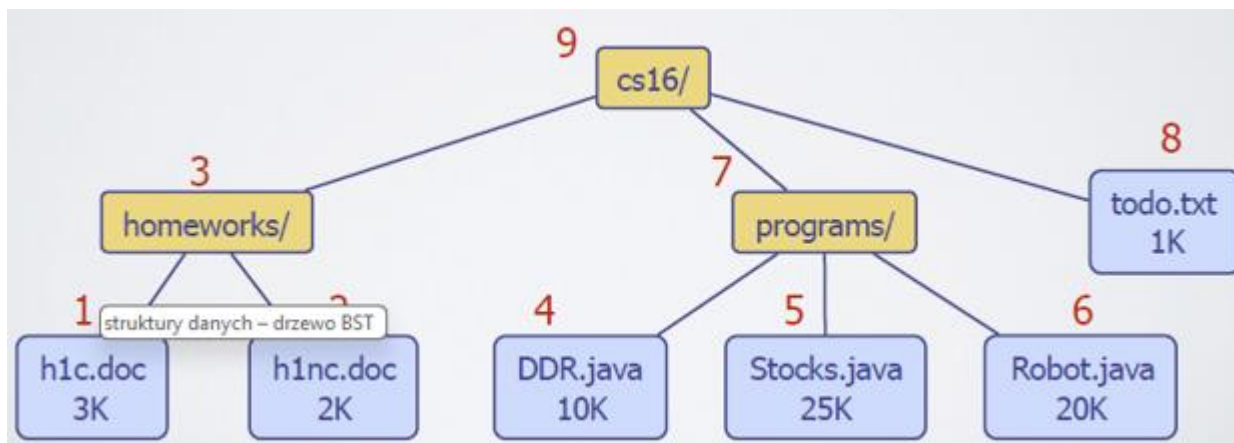 9
cs16/
8
3
7
homeworks/
programs/
todo.txt
1K
1
4
5
6
struktury danych – drzewo BST
h1c.doc
3K
h1nc.doc
2K
DDR.java
10K
Stocks.java
25K
Robot.java
20K